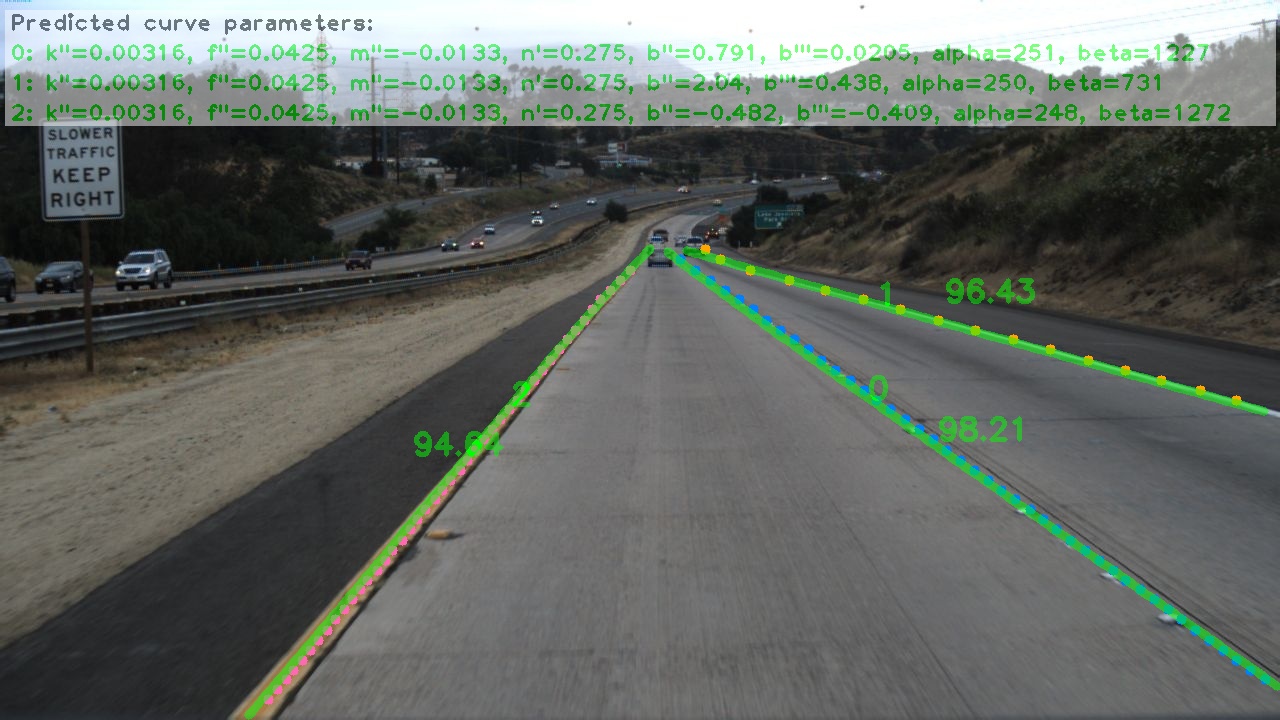 Predicted curve parameters:
0: k''=0.00316, f''=0.0425, m''=−0.0133, n'=0.275, b''=0.791, b'''=0.0205, alpha=251, beta=1227
1: k''=0.00316, f''=0.0425, m''=−0.0133, n'=0.275, b''=2.04, b'''=0.438, alpha=250, beta=731
2: k''=0.00316, f''=0.0425, m''=−0.0133, n'=0.275, b''=−0.482, b'''=−0.409, alpha=248, beta=1272
SLOWER
TRAFFIC
KEEP
RIGHT
1
96.43
0
2
98.21
94.64